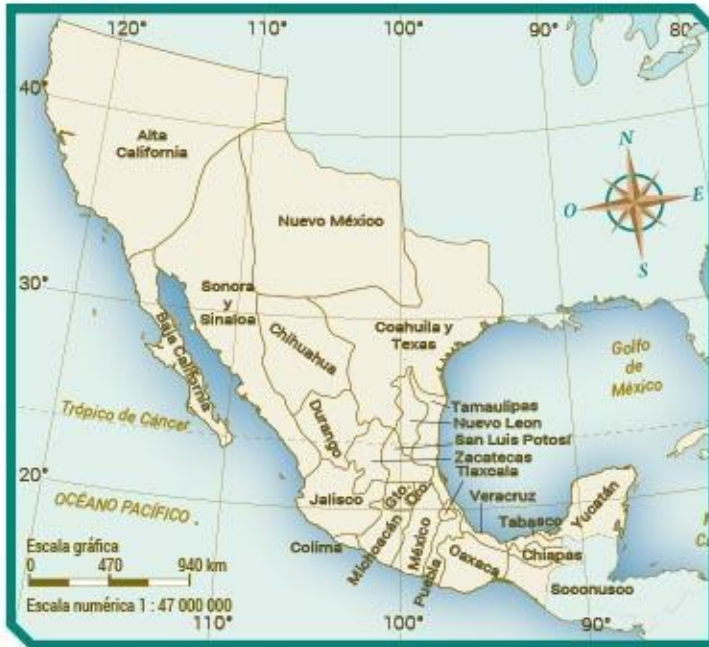 120°
110°
100°
90°
80°
40°
Alta
California
N
O
E
S
Nuevo México
30°
Sonora
y
Sinaloa
Chihuahua
Coahuila y
Texas
Baja California
Golfo
de
México
Trópico de Cáncer
Durango
Tamaulipas
Nuevo Leon
San Luis Potosí
Zacatecas
Tlaxcala
20°
Jalisco
Gto.
Qro.
Veracruz
Tabasco
Yucatán
OCÉANO PACÍFICO
Colima
Michoacán
México
Puebla
Oaxaca
Chiapas
Soconusco
Escala gráfica
0 470 940 km
Escala numérica 1 : 47 000 000
110°
100°
90°